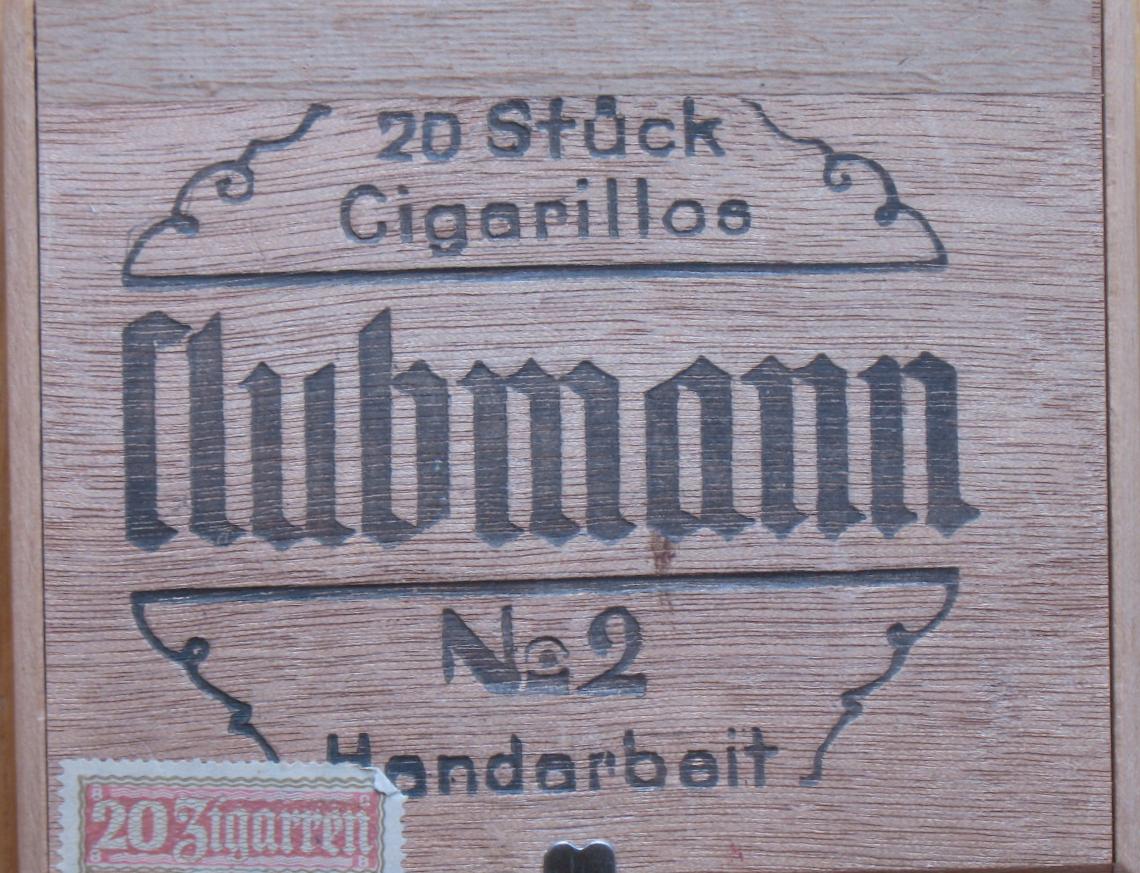 20 Stück
Cigarillos
Clubmann
No 2
Handarbeit
20 Zigarren